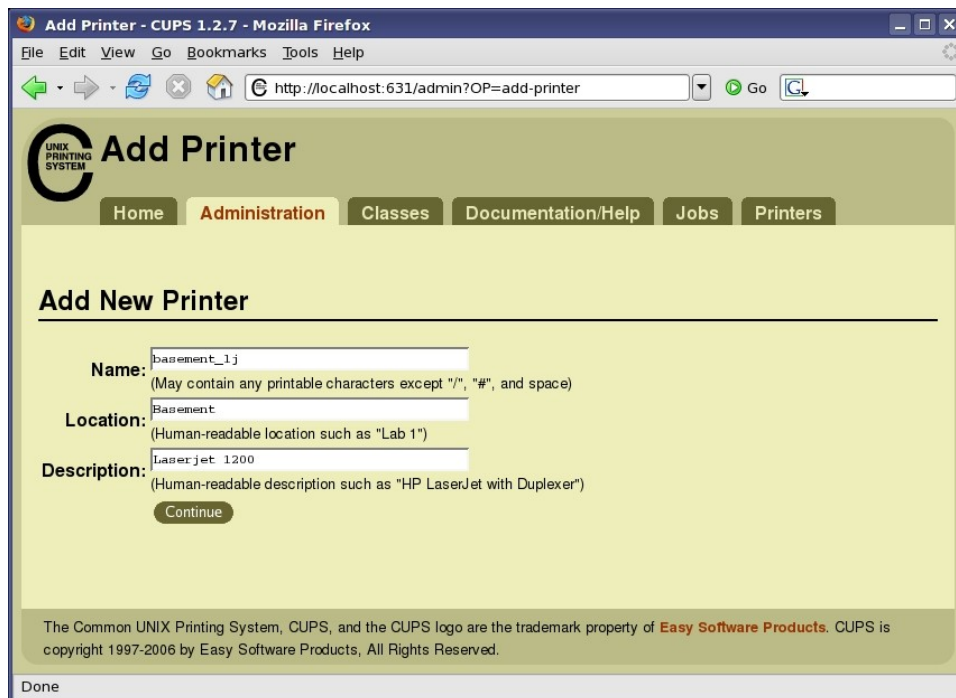 Add Printer - CUPS 1.2.7 - Mozilla Firefox
File Edit View Go Bookmarks Tools Help
http://localhost:631/admin?OP=add-printer Go G
UNIX
PRINTING
SYSTEM
Add Printer
Home Administration Classes Documentation/Help Jobs Printers
Add New Printer
Name: basement_lj
(May contain any printable characters except "/", "#", and space)
Location: Basement
(Human-readable location such as "Lab 1")
Description: Laserjet 1200
(Human-readable description such as "HP LaserJet with Duplexer")
Continue
The Common UNIX Printing System, CUPS, and the CUPS logo are the trademark property of Easy Software Products. CUPS is
copyright 1997-2006 by Easy Software Products, All Rights Reserved.
Done